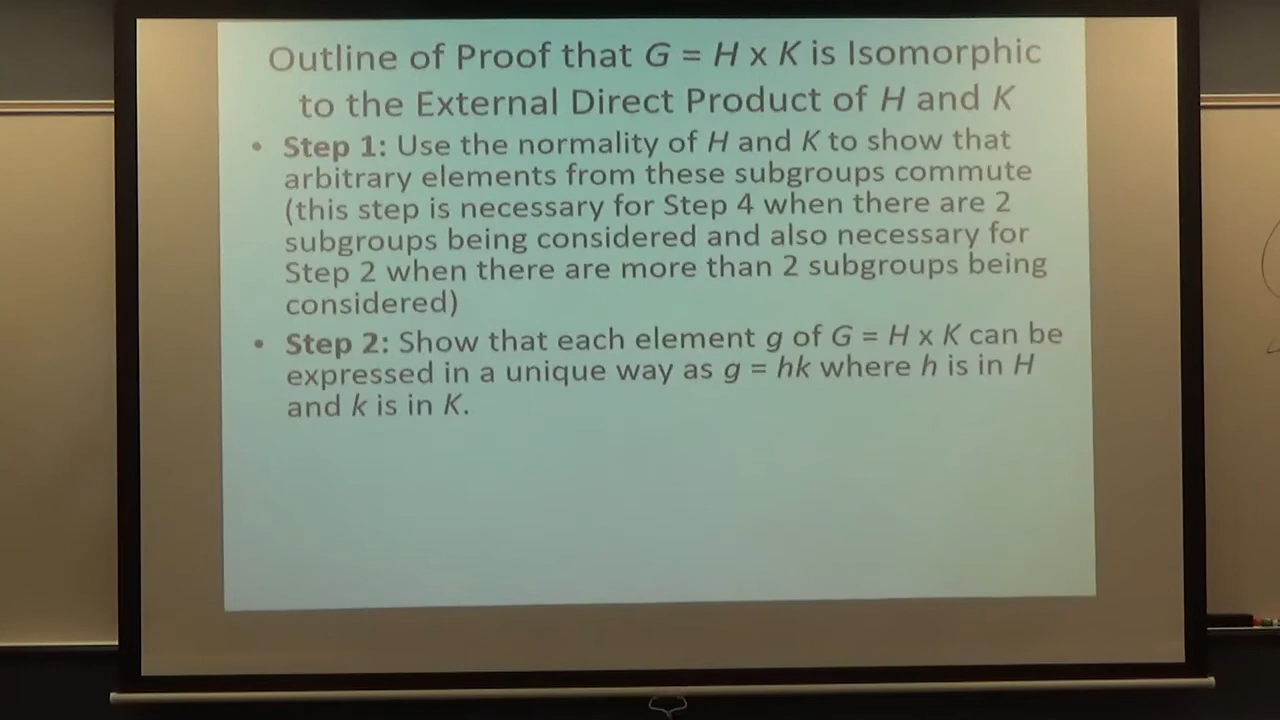 Outline of Proof that G = H x K is Isomorphic
to the External Direct Product of H and K
• Step 1: Use the normality of H and K to show that
arbitrary elements from these subgroups commute
(this step is necessary for Step 4 when there are 2
subgroups being considered and also necessary for
Step 2 when there are more than 2 subgroups being
considered)
• Step 2: Show that each element g of G = H x K can be
expressed in a unique way as g = hk where h is in H
and k is in K.